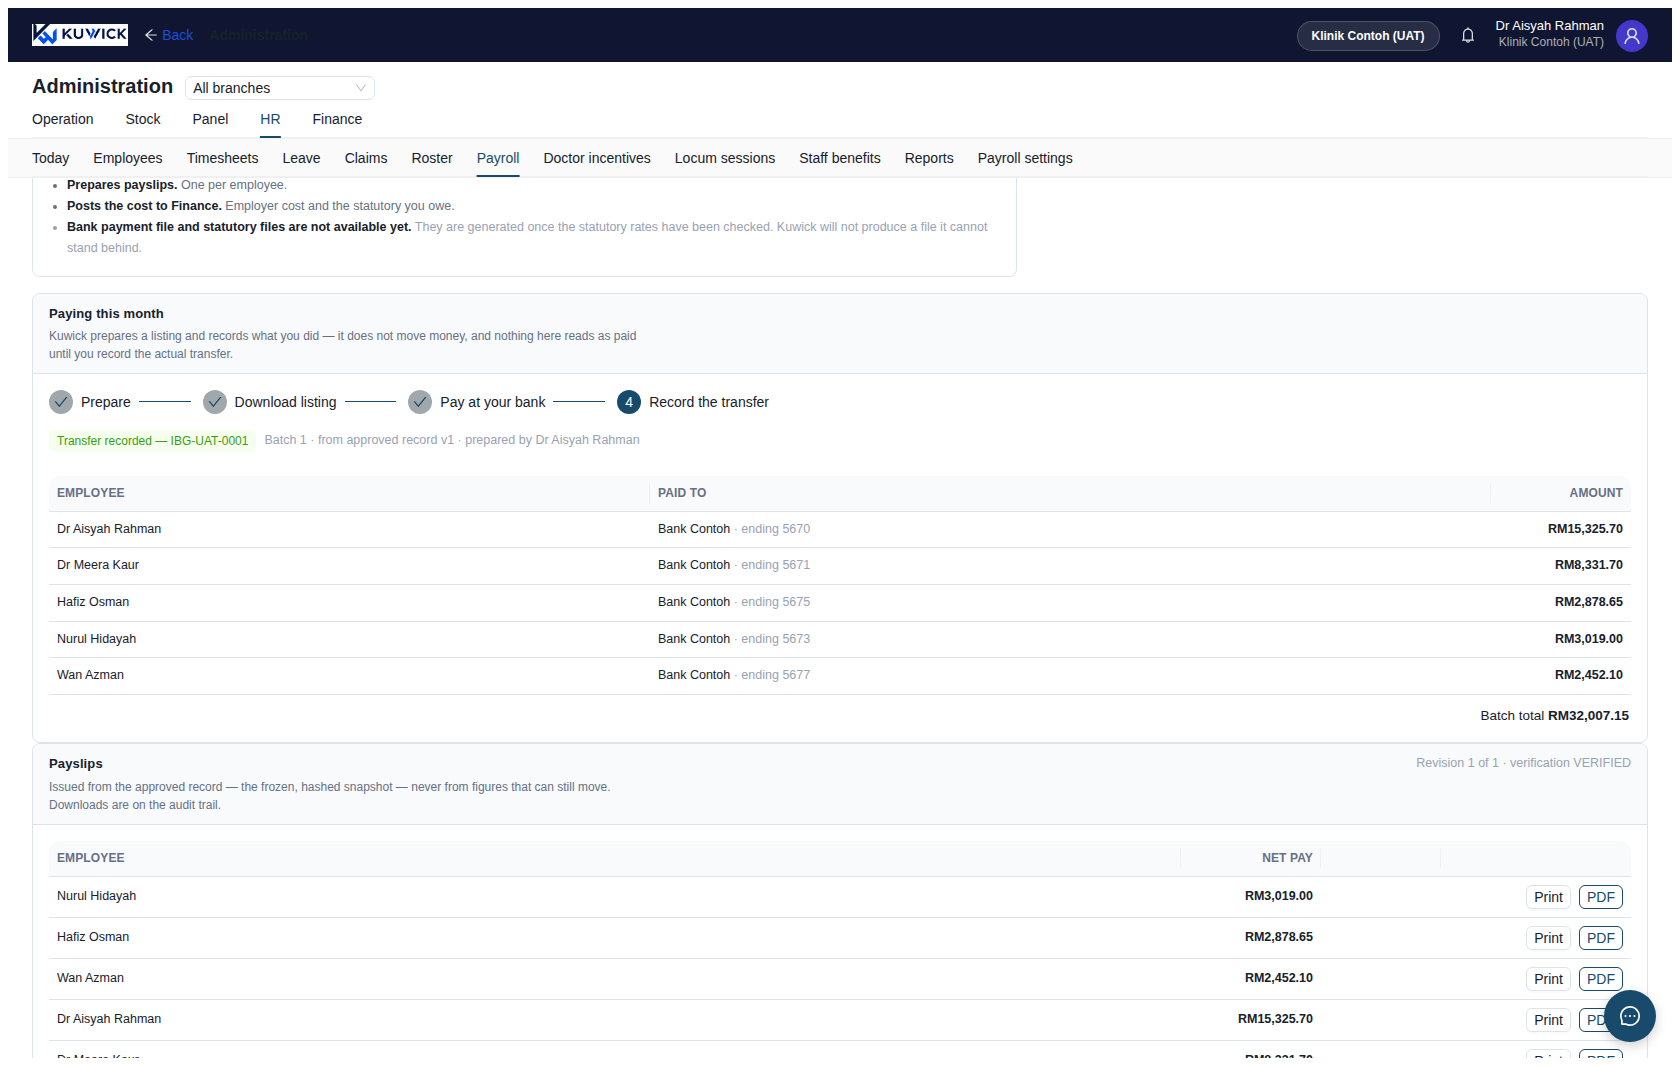 KUWICK
Back Administration
Klinik Contoh (UAT)
Dr Aisyah Rahman
Klinik Contoh (UAT)
Administration All branches
Operation Stock Panel HR Finance
Today Employees Timesheets Leave Claims Roster Payroll Doctor incentives Locum sessions Staff benefits Reports Payroll settings
• Prepares payslips. One per employee.
• Posts the cost to Finance. Employer cost and the statutory you owe.
• Bank payment file and statutory files are not available yet. They are generated once the statutory rates have been checked. Kuwick will not produce a file it cannot
stand behind.
Paying this month
Kuwick prepares a listing and records what you did — it does not move money, and nothing here reads as paid
until you record the actual transfer.
Prepare Download listing Pay at your bank 4 Record the transfer
Transfer recorded — IBG-UAT-0001 Batch 1 · from approved record v1 · prepared by Dr Aisyah Rahman
EMPLOYEE PAID TO AMOUNT
Dr Aisyah Rahman Bank Contoh · ending 5670 RM15,325.70
Dr Meera Kaur Bank Contoh · ending 5671 RM8,331.70
Hafiz Osman Bank Contoh · ending 5675 RM2,878.65
Nurul Hidayah Bank Contoh · ending 5673 RM3,019.00
Wan Azman Bank Contoh · ending 5677 RM2,452.10
Batch total RM32,007.15
Payslips Revision 1 of 1 · verification VERIFIED
Issued from the approved record — the frozen, hashed snapshot — never from figures that can still move.
Downloads are on the audit trail.
EMPLOYEE NET PAY
Nurul Hidayah RM3,019.00 Print PDF
Hafiz Osman RM2,878.65 Print PDF
Wan Azman RM2,452.10 Print PDF
Dr Aisyah Rahman RM15,325.70 Print PD
Dr Meera Kaur RM8,331.70 Print PDF